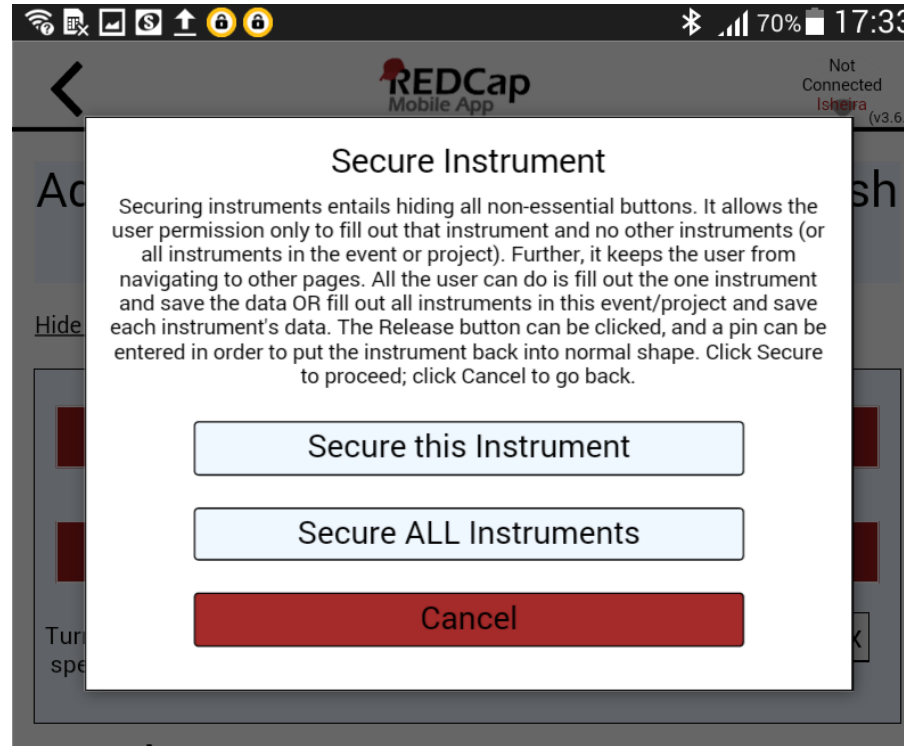 70% 17:33
REDCap
Mobile App
Not
Connected
Isheira
(v3.6
Ad
sh
Hide
Secure Instrument
Securing instruments entails hiding all non-essential buttons. It allows the
user permission only to fill out that instrument and no other instruments (or
all instruments in the event or project). Further, it keeps the user from
navigating to other pages. All the user can do is fill out the one instrument
and save the data OR fill out all instruments in this event/project and save
each instrument's data. The Release button can be clicked, and a pin can be
entered in order to put the instrument back into normal shape. Click Secure
to proceed; click Cancel to go back.
Secure this Instrument
Secure ALL Instruments
Cancel
Tur
spe